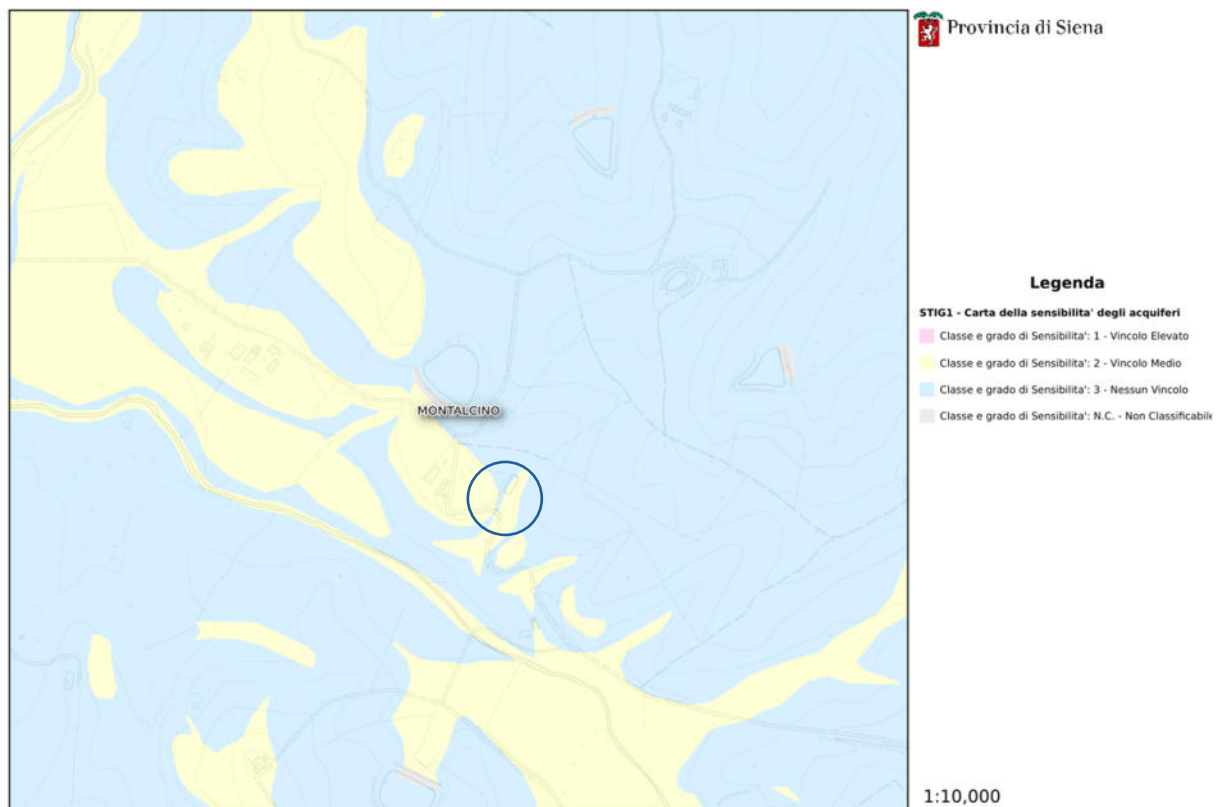 Provincia di Siena
MONTALCINO
Legenda
STIG1 - Carta della sensibilita' degli acquiferi
Classe e grado di Sensibilita': 1 - Vincolo Elevato
Classe e grado di Sensibilita': 2 - Vincolo Medio
Classe e grado di Sensibilita': 3 - Nessun Vincolo
Classe e grado di Sensibilita': N.C. - Non Classificabile
1:10,000